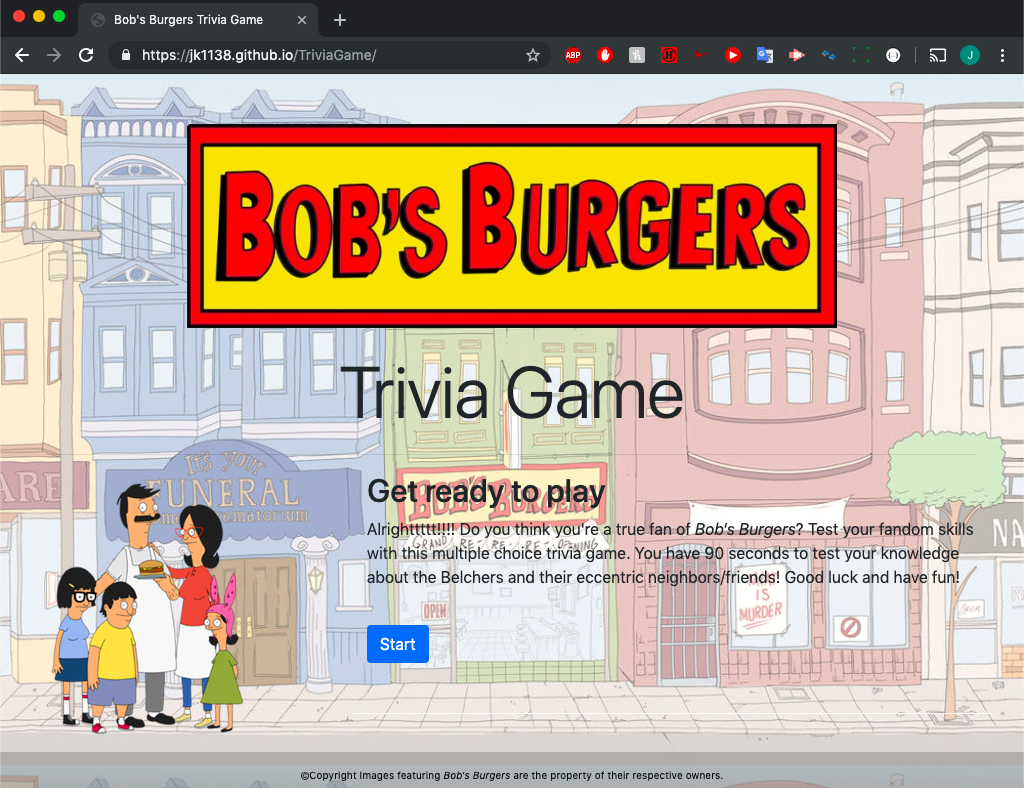 Bob's Burgers Trivia Game
https://jk1138.github.io/TriviaGame/
ABP
J
BOB'S BURGERS
Trivia Game
It's your
FUNERAL
ARE
BOB'S BURGERS
Get ready to play
Alrighttttt!!!! Do you think you're a true fan of Bob's Burgers? Test your fandom skills
with this multiple choice trivia game. You have 90 seconds to test your knowledge
about the Belchers and their eccentric neighbors/friends! Good luck and have fun!
GRAND RE-RE-RE-OPENING
NA
IS
MURDER
OPEN
Start
©Copyright Images featuring Bob's Burgers are the property of their respective owners.